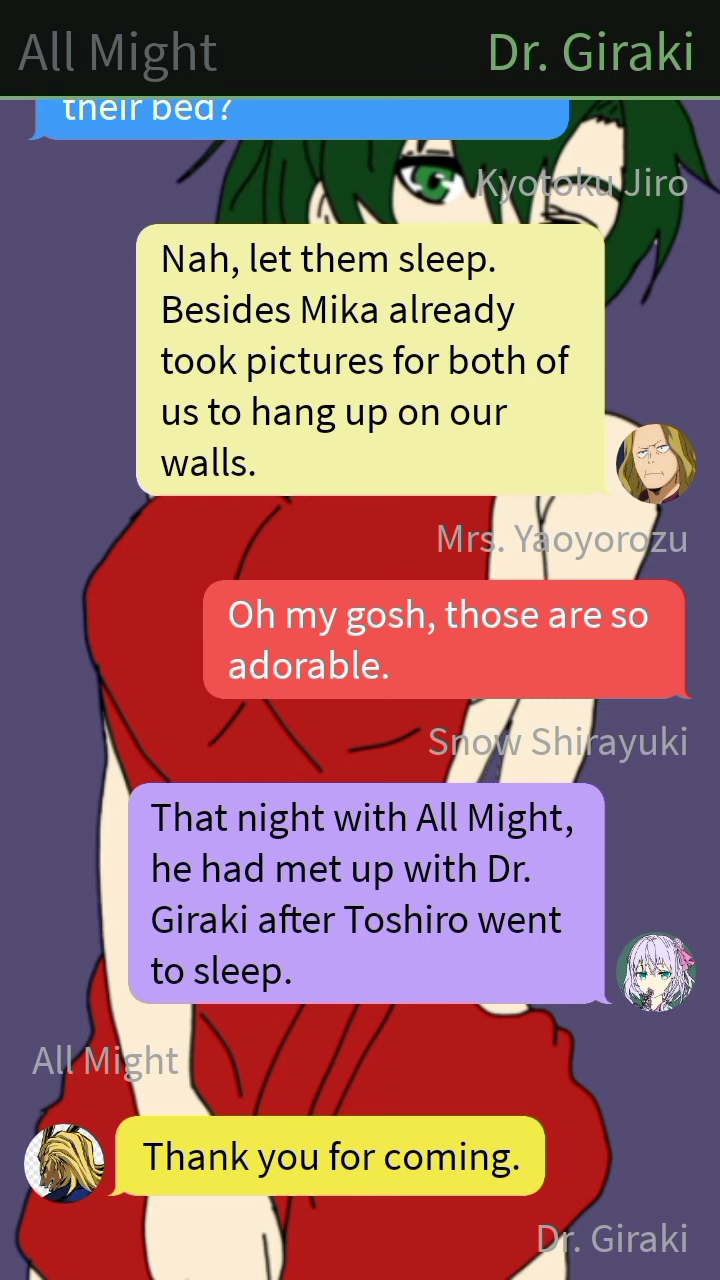 All Might
Dr. Giraki
their bed?
Kyotoku Jiro
Nah, let them sleep.
Besides Mika already
took pictures for both of
us to hang up on our
walls.
Mrs. Yaoyorozu
Oh my gosh, those are so
adorable.
Snow Shirayuki
That night with All Might,
he had met up with Dr.
Giraki after Toshiro went
to sleep.
All Might
Thank you for coming.
Dr. Giraki